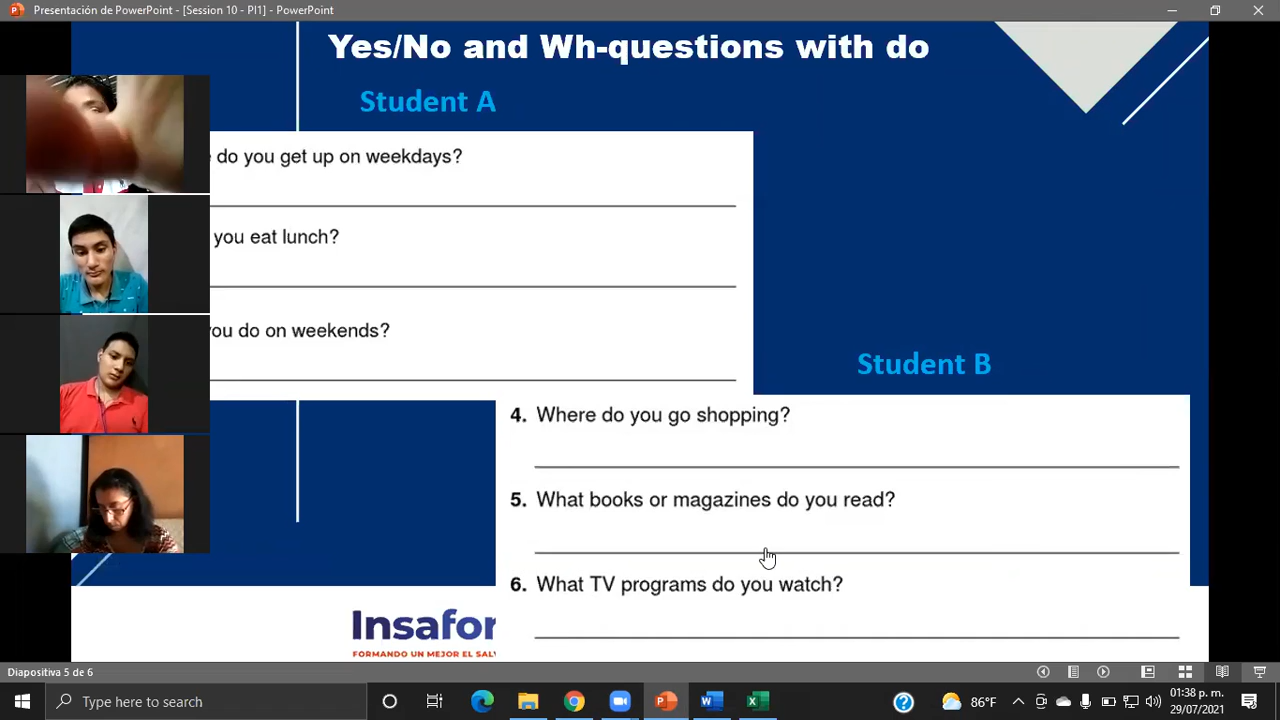 Presentación de PowerPoint - [Session 10 - PI1] - PowerPoint
Yes/No and Wh-questions with do
Student A
do you get up on weekdays?
you eat lunch?
you do on weekends?
Student B
4. Where do you go shopping?
5. What books or magazines do you read?
6. What TV programs do you watch?
Insafor
FORMANDO UN MEJOR EL SAL
Diapositiva 5 de 6
Type here to search
86°F
01:38 p. m.
29/07/2021